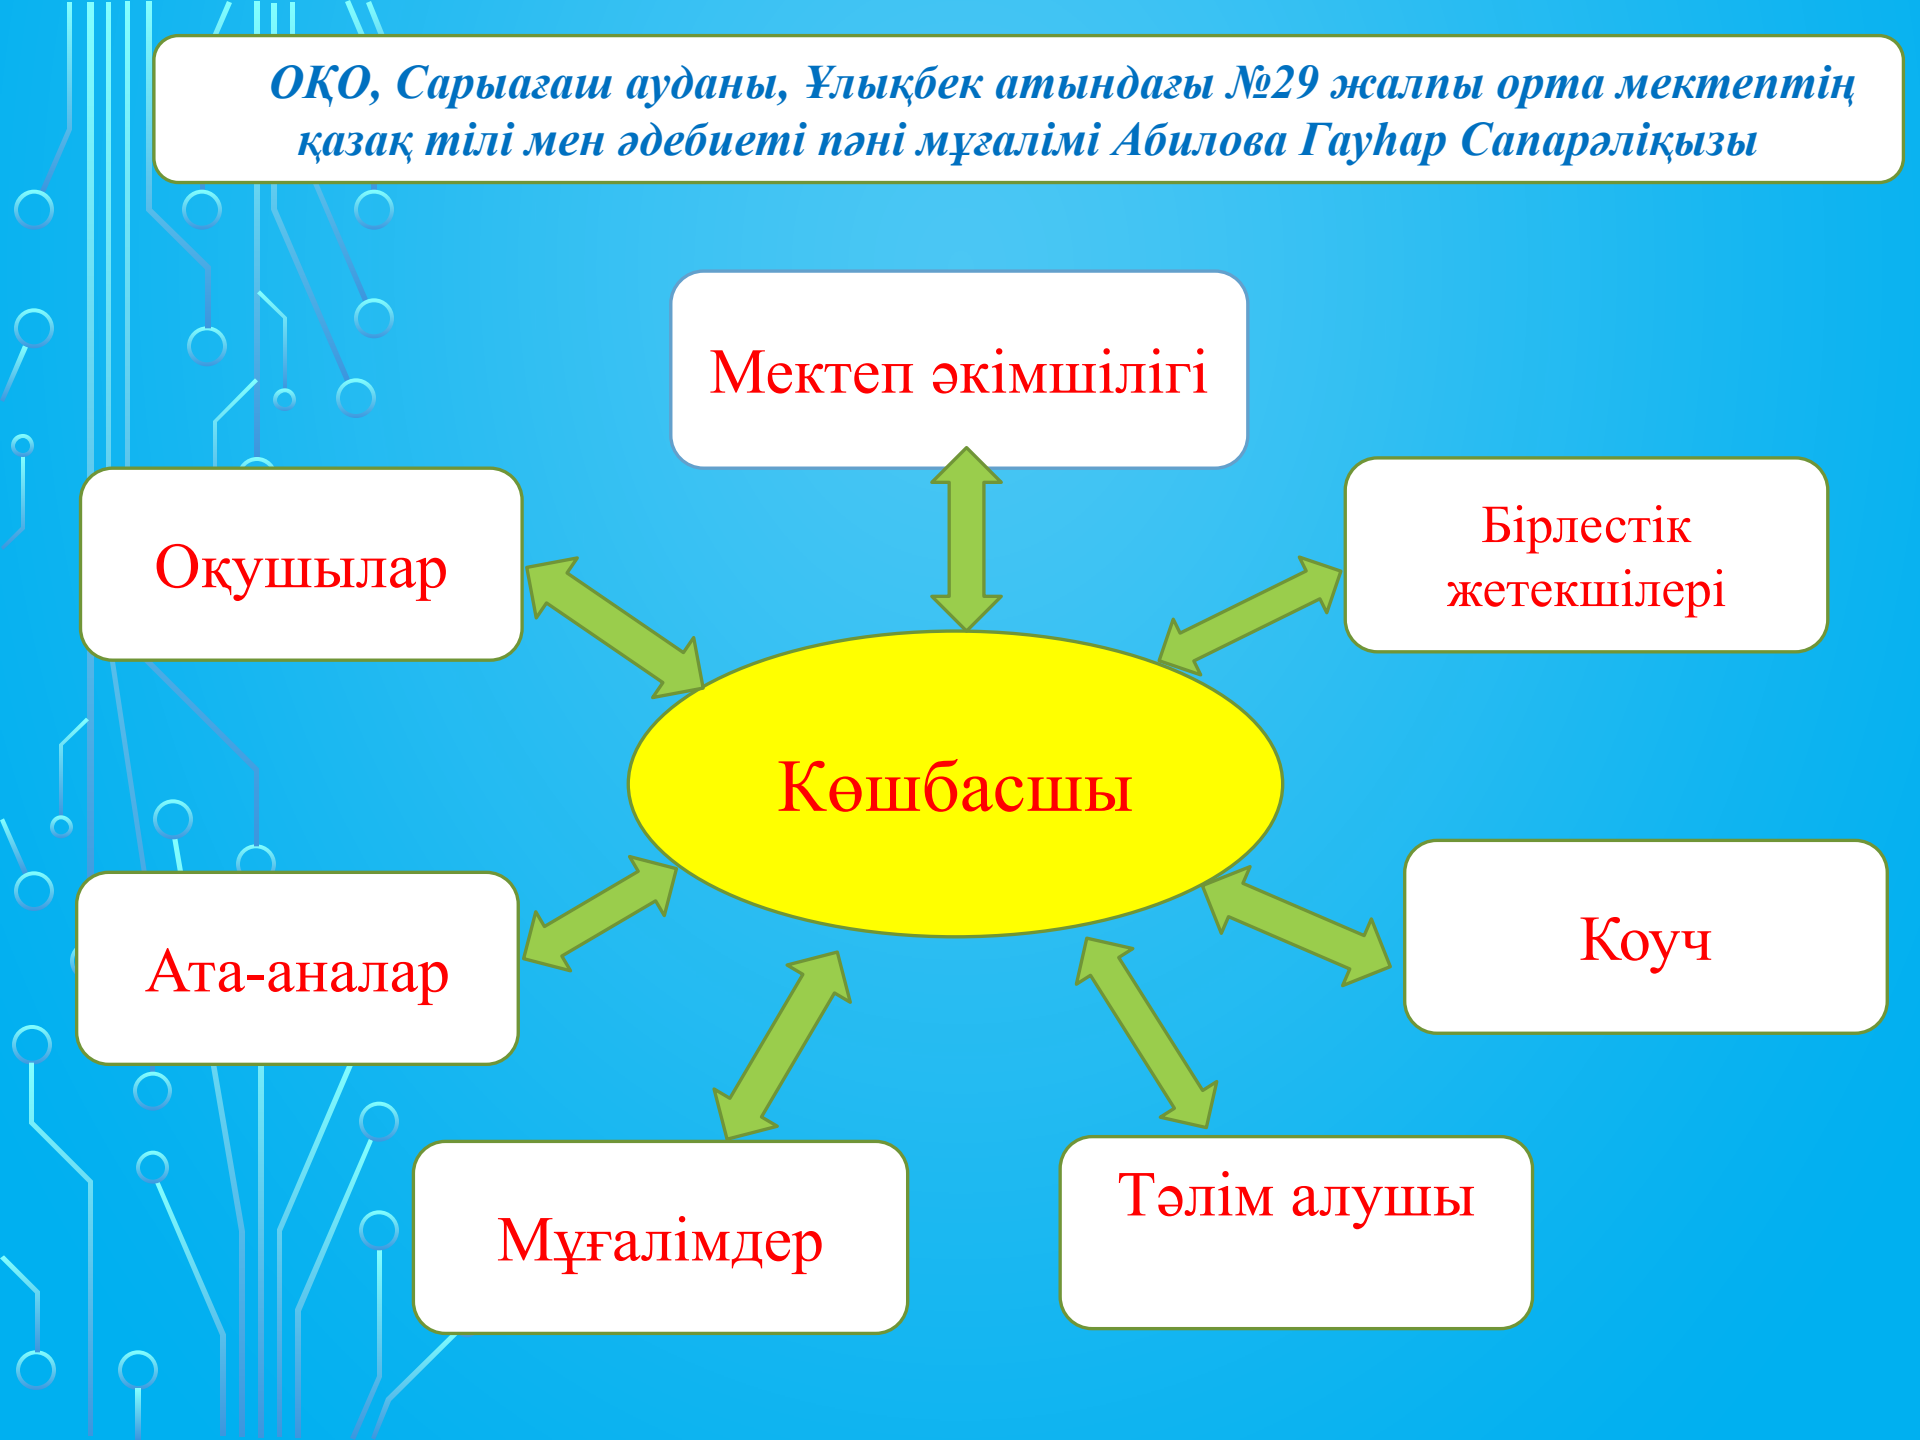 ОҚО, Сарыағаш ауданы, Ұлықбек атындағы №29 жалпы орта мектептің
қазақ тілі мен әдебиеті пәні мұғалімі Абилова Гауһар Сапарәліқызы
Мектеп әкімшілігі
Оқушылар
Бірлестік
жетекшілері
Көшбасшы
Ата-аналар
Коуч
Мұғалімдер
Тәлім алушы